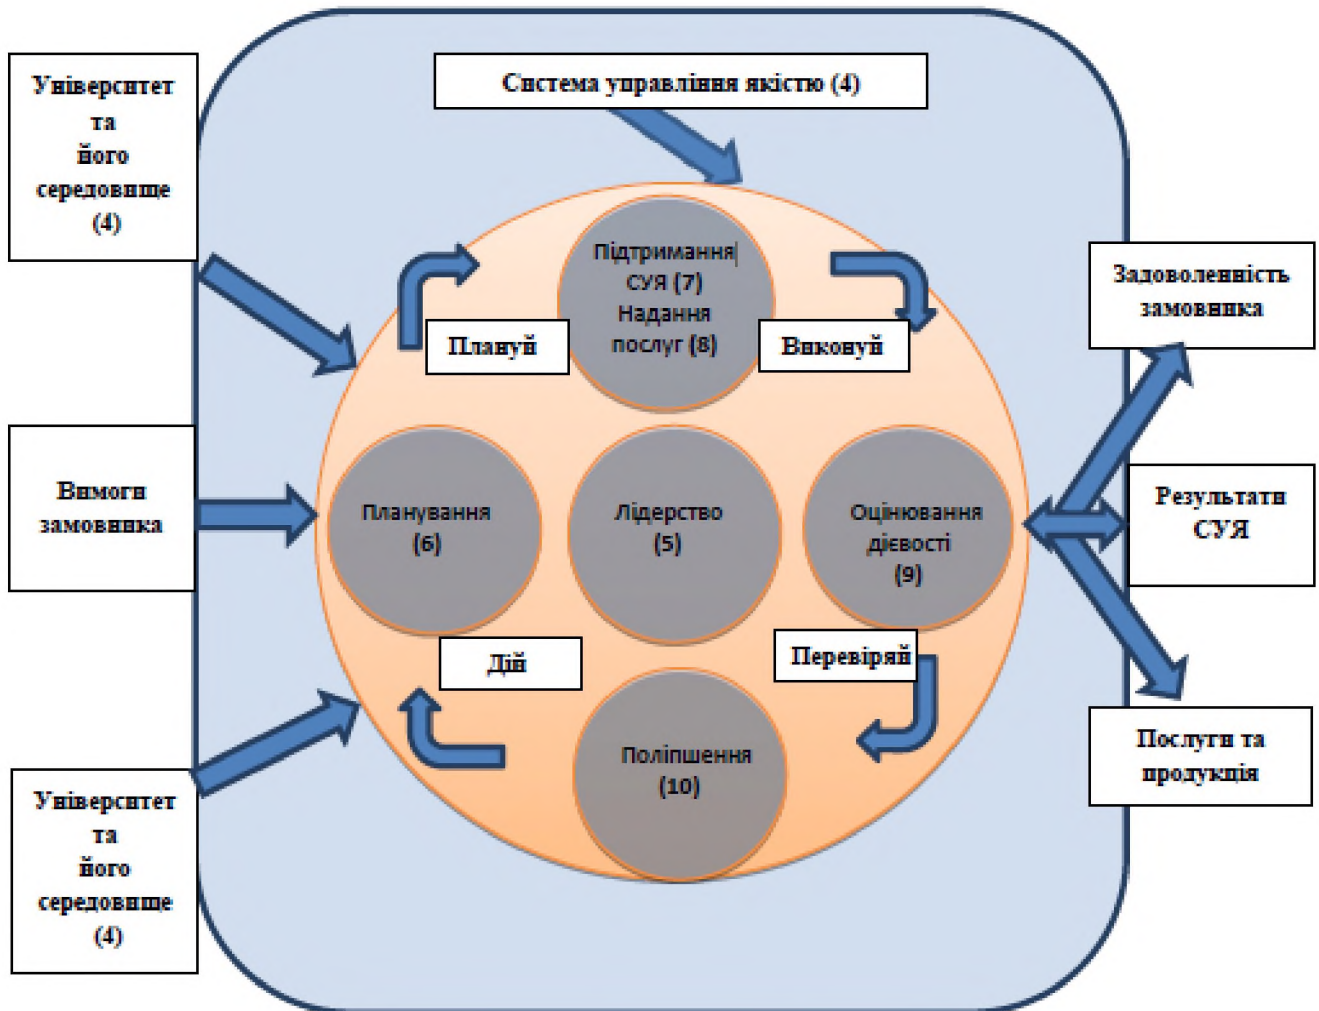 Університет
та
його
середовище
(4)
Система управління якістю (4)
Підтримання
СУЯ (7)
Надання
послуг (8)
Плануй
Виконуй
Задоволенність
замовника
Вимоги
замовника
Планування
(6)
Лідерство
(5)
Оцінювання
дієвості
(9)
Результати
СУЯ
Дій
Перевіряй
Поліпшення
(10)
Послуги та
продукція
Університет
та
його
середовище
(4)